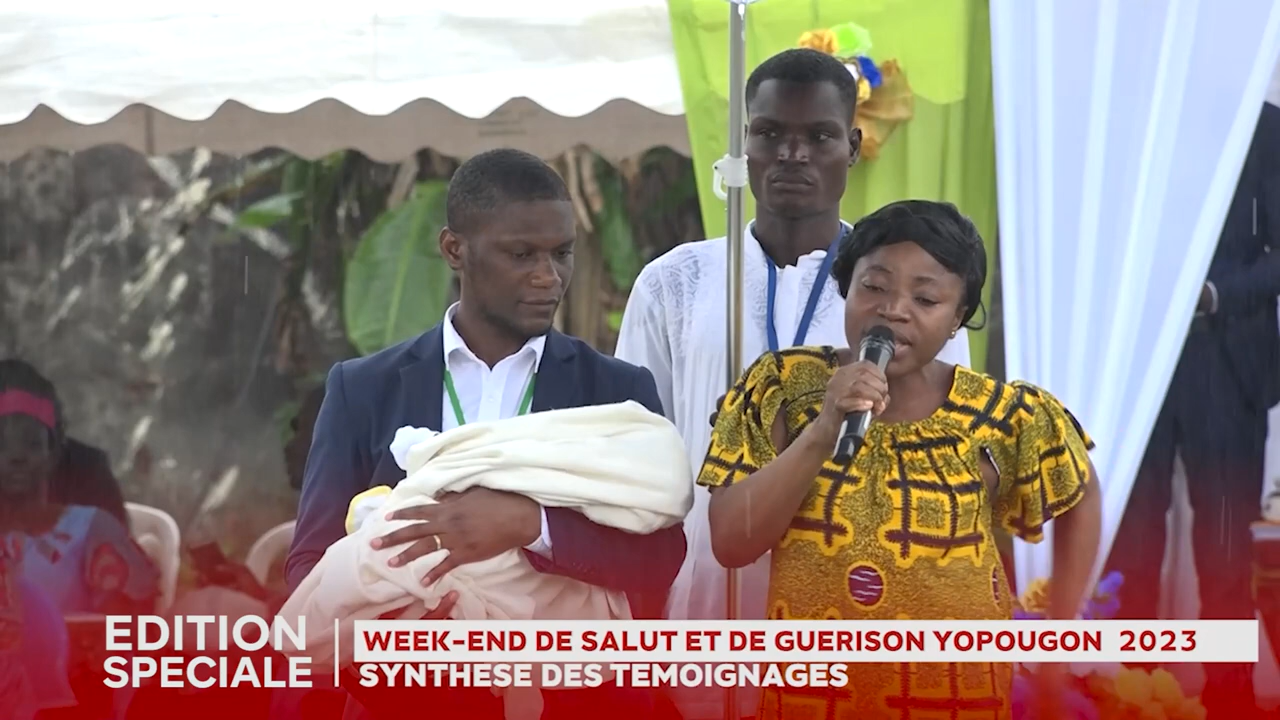 EDITION
SPECIALE
WEEK-END DE SALUT ET DE GUERISON YOPOUGON 2023
SYNTHESE DES TEMOIGNAGES